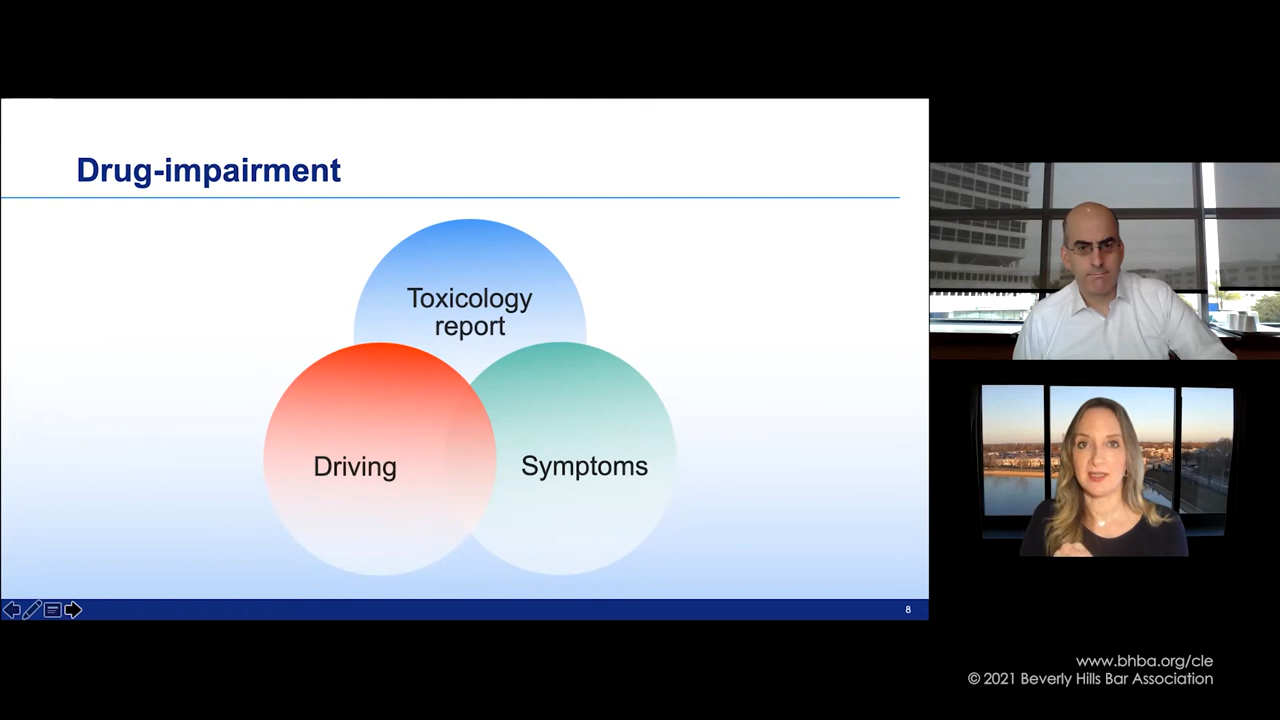 Drug-impairment
Toxicology
report
Driving
Symptoms
8
www.bhba.org/cle
© 2021 Beverly Hills Bar Association